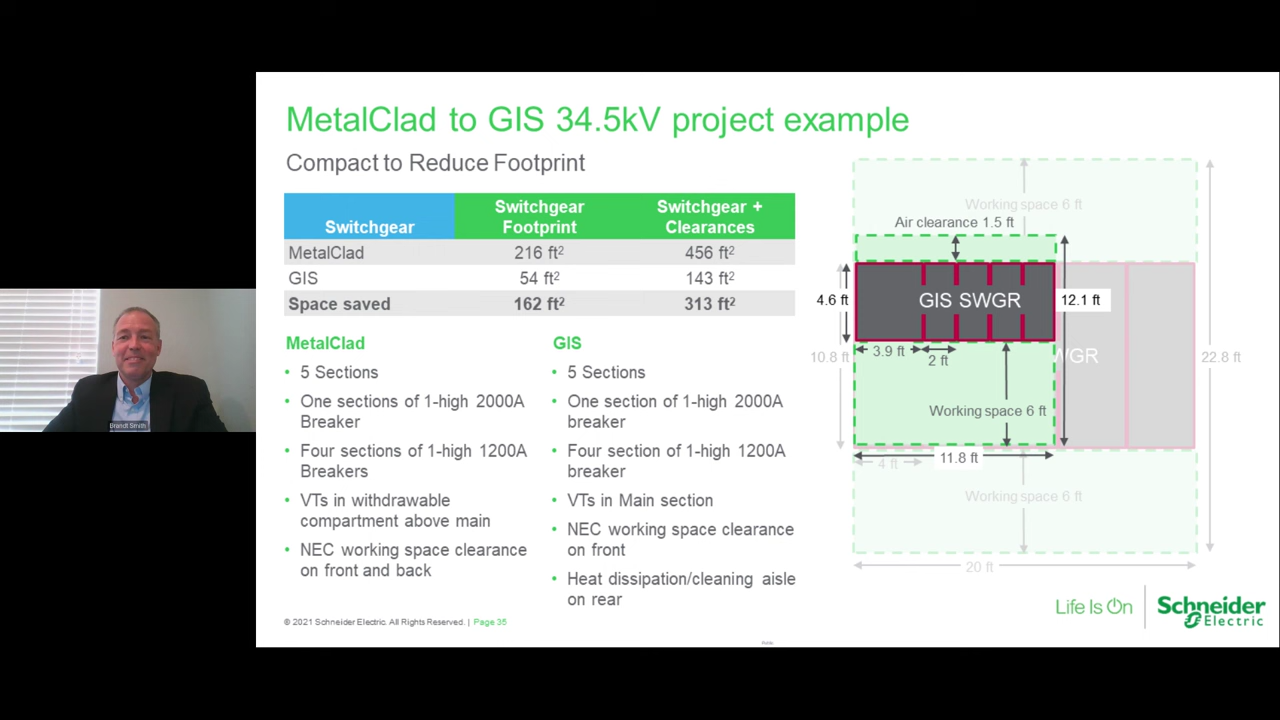 MetalClad to GIS 34.5kV project example
Compact to Reduce Footprint
Switchgear
Switchgear Footprint
Switchgear + Clearances
MetalClad 216 ft² 456 ft²
GIS 54 ft² 143 ft²
Space saved 162 ft² 313 ft²
MetalClad
• 5 Sections
• One sections of 1-high 2000A
Breaker
• Four sections of 1-high 1200A
Breakers
• VTs in withdrawable
compartment above main
• NEC working space clearance
on front and back
GIS
• 5 Sections
• One section of 1-high 2000A
breaker
• Four section of 1-high 1200A
breaker
• VTs in Main section
• NEC working space clearance
on front
• Heat dissipation/cleaning aisle
on rear
Working space 6 ft
Air clearance 1.5 ft
4.6 ft
GIS SWGR
12.1 ft
3.9 ft
2 ft
10.8 ft
WGR
22.8 ft
Working space 6 ft
4 ft
11.8 ft
Working space 6 ft
20 ft
Brandt Smith
© 2021 Schneider Electric. All Rights Reserved. | Page 35
Life Is On
Schneider
Electric